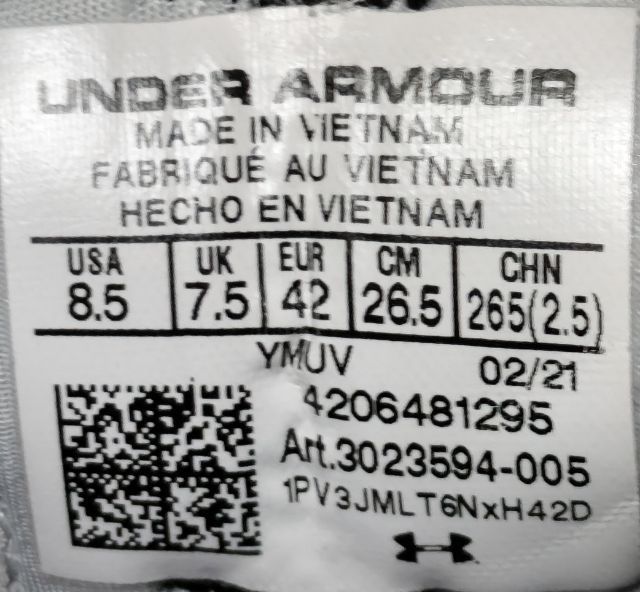 UNDER ARMOUR
MADE IN VIETNAM
FABRIQUÉ AU VIETNAM
HECHO EN VIETNAM
USA UK EUR CM CHN
8.5 7.5 42 26.5 265(2.5)
YMUV 02/21
4206481295
Art.3023594-005
1PV3JMLT6NxH42D